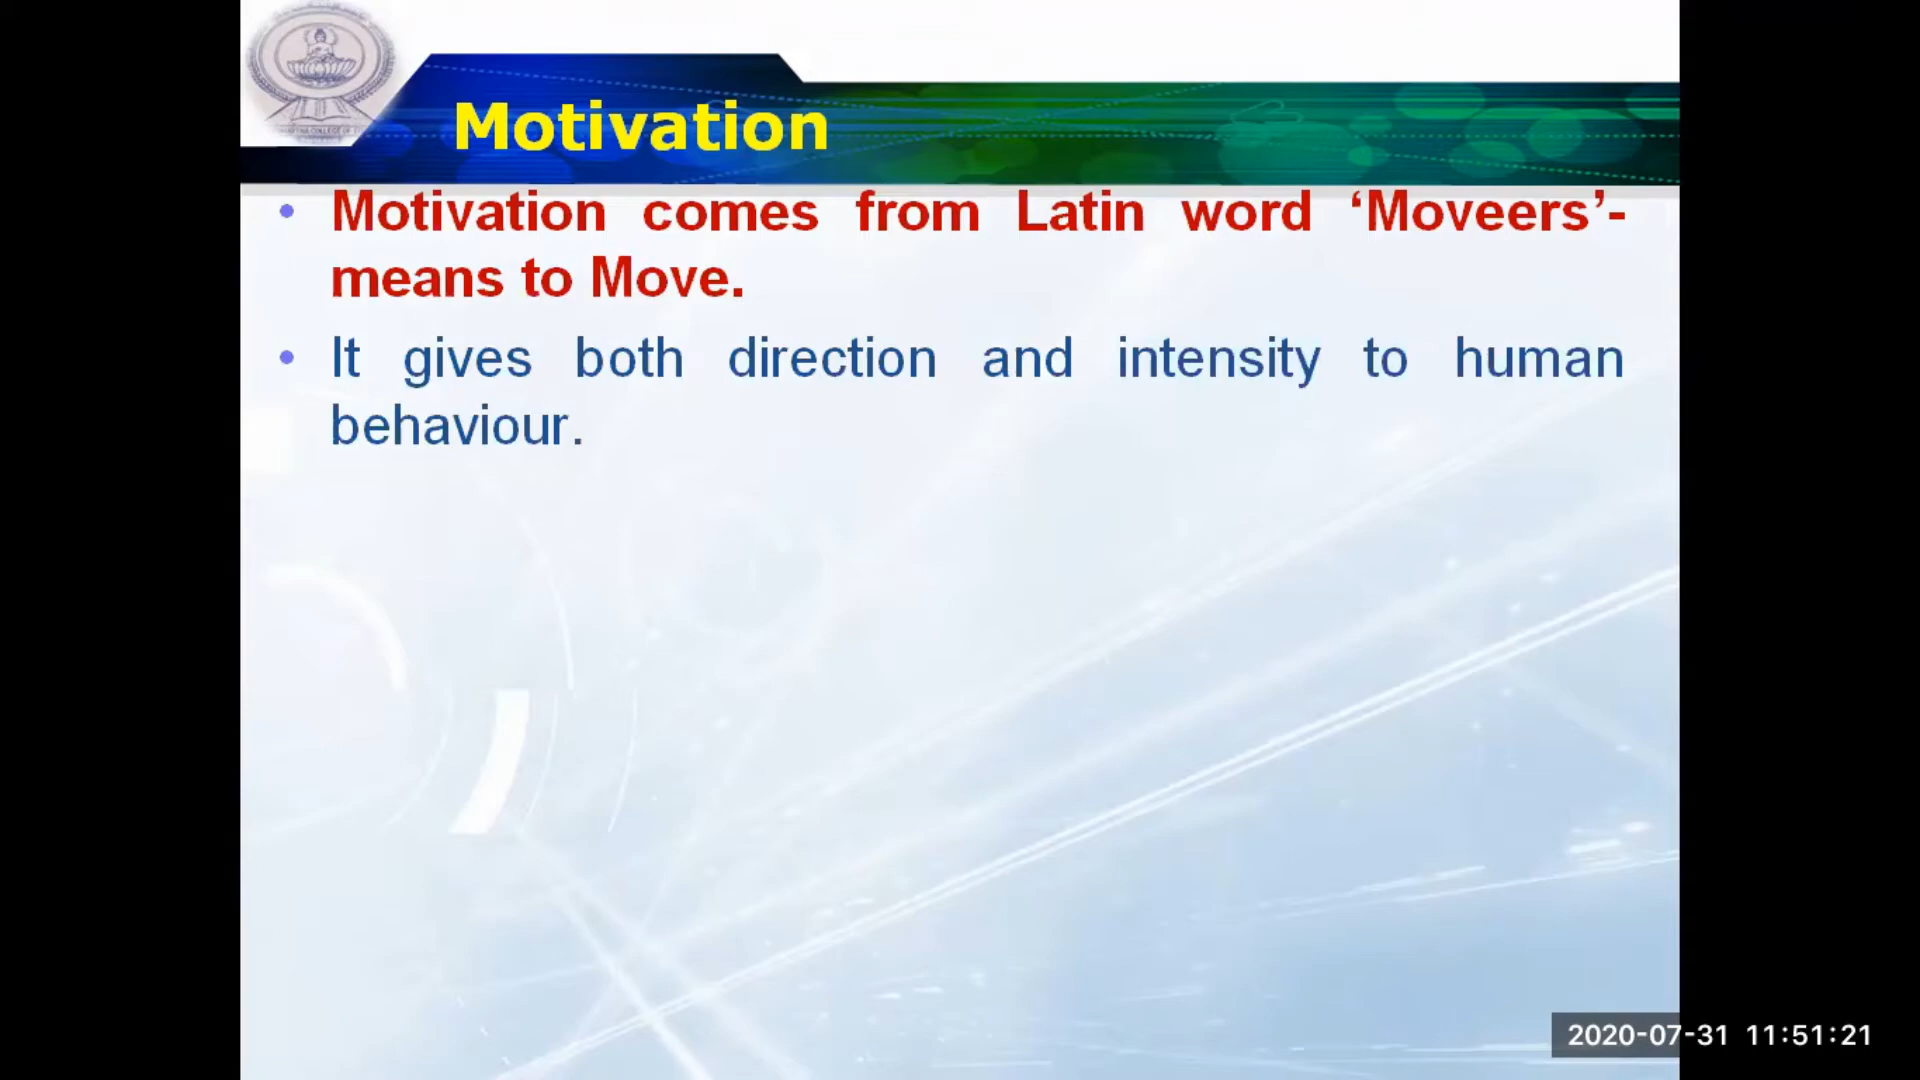 Motivation
• Motivation comes from Latin word ‘Moveers’-
means to Move.
• It gives both direction and intensity to human
behaviour.
2020-07-31 11:51:21